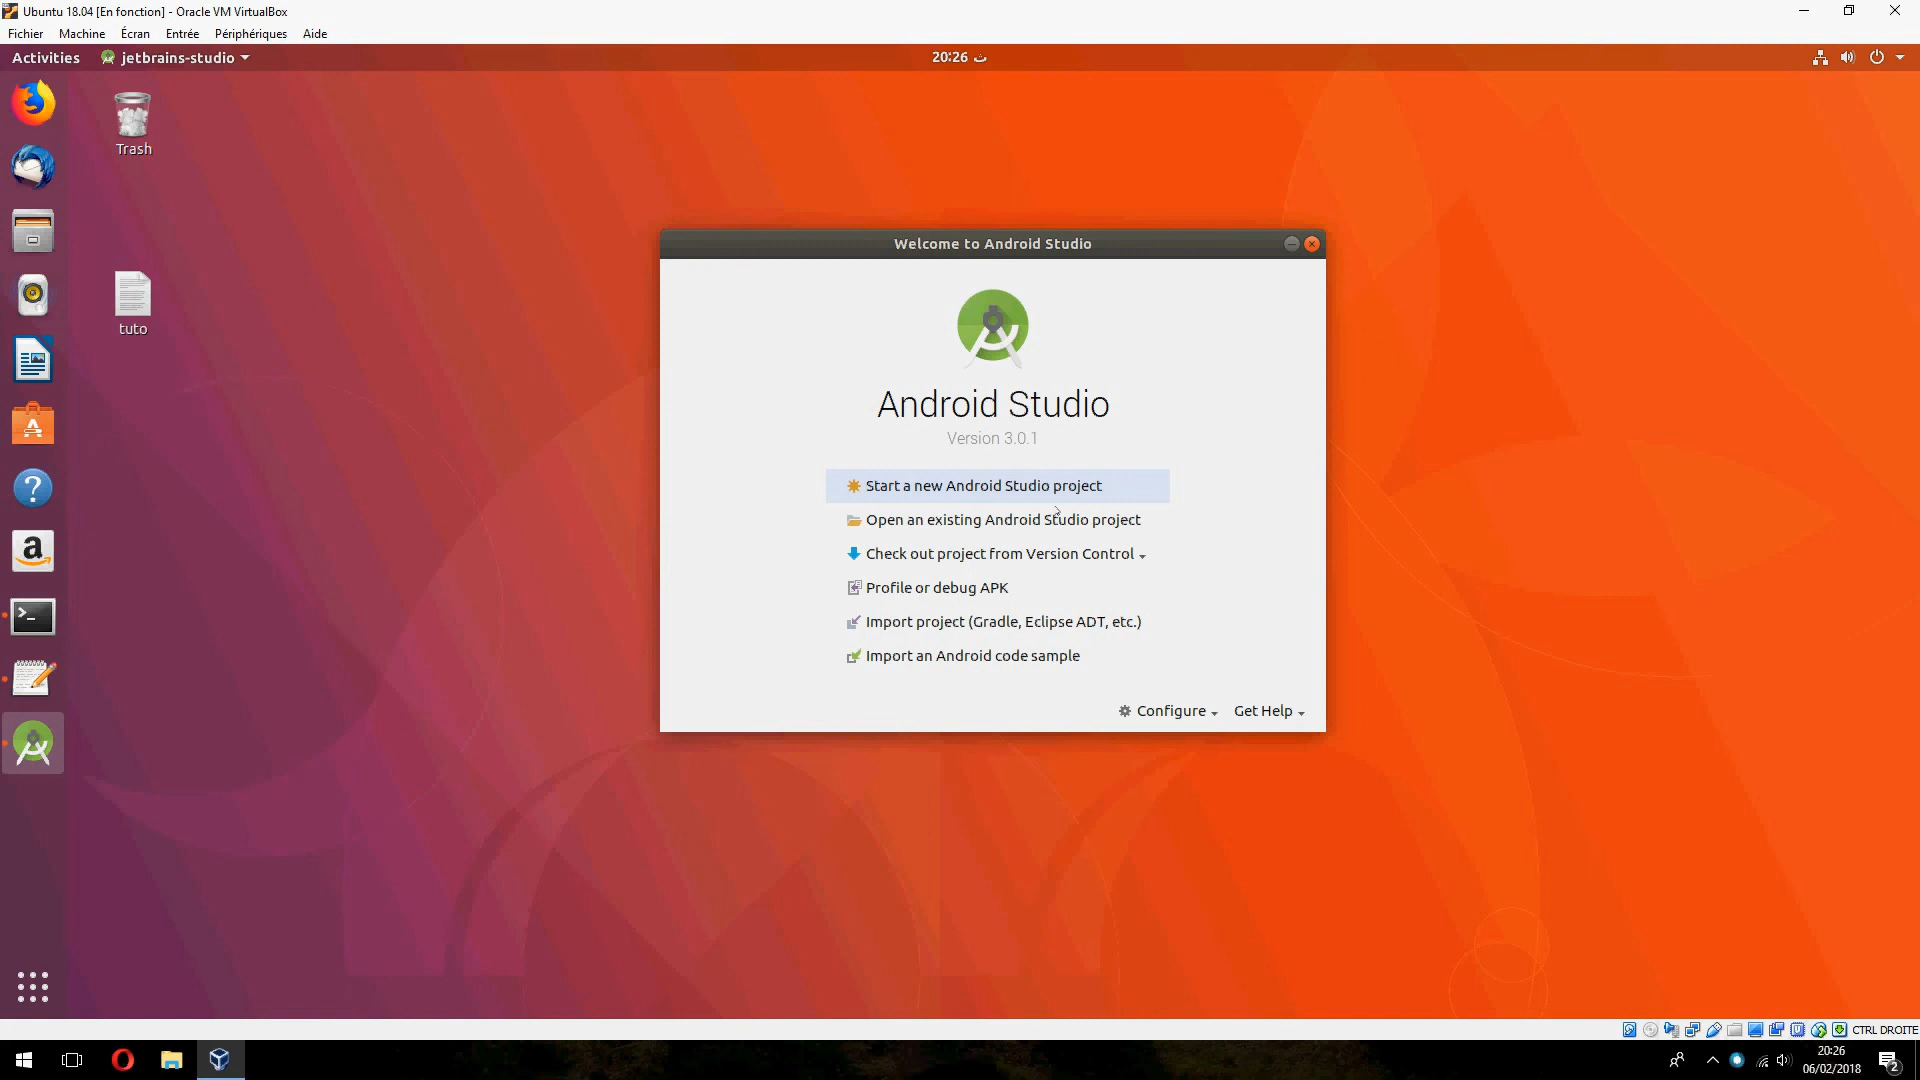 Ubuntu 18.04 [En fonction] - Oracle VM VirtualBox
Fichier Machine Écran Entrée Périphériques Aide
Activities jetbrains-studio 20:26 ث
Trash
tuto
Welcome to Android Studio
Android Studio
Version 3.0.1
Start a new Android Studio project
Open an existing Android Studio project
Check out project from Version Control
Profile or debug APK
Import project (Gradle, Eclipse ADT, etc.)
Import an Android code sample
Configure Get Help
CTRL DROITE
20:26
06/02/2018
2